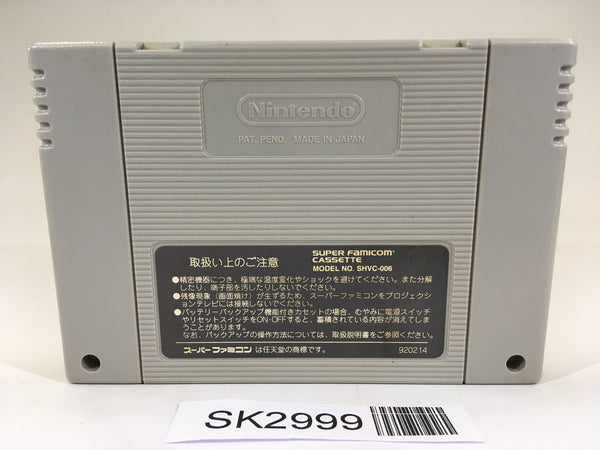 Nintendo
PAT. PEND. MADE IN JAPAN
取扱い上のご注意
SUPER FAMICOM
CASSETTE
MODEL NO. SHVC-006
●精密機器につき、極端な温度変化やショックを避けてください。また分解
したり、端子部を汚したりしないでください。
●残像現象（画面焼け）が生ずるため、スーパーファミコンをプロジェクシ
ョンテレビには接続しないでください。
●バッテリーバックアップ機能付きカセットの場合、むやみに電源スイッチ
やリセットスイッチをON·OFFすると、蓄積されている内容が消えてしま
うことがあります。
なお、バックアップの操作方法については、取扱説明書をご参照ください。
スーパーファミコン は任天堂の商標です。
920214
SK2999